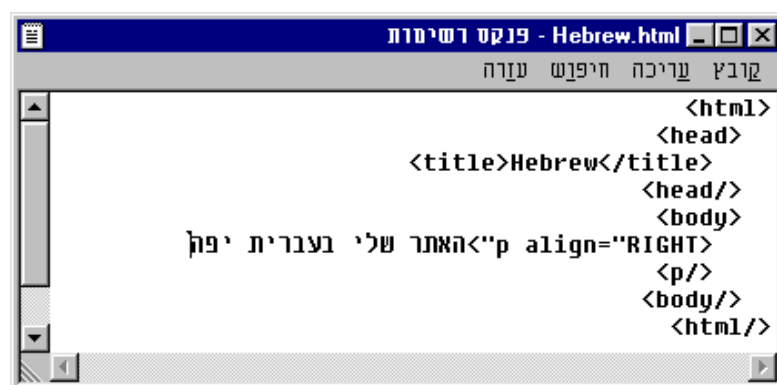 Hebrew.html - פנקס רשימות
קובץ עריכה חיפוש עזרה
<html>
<head>
<title>Hebrew</title>
</head>
<body>
<p align="RIGHT">האתר שלי בעברית יפה
</p>
</body>
</html>